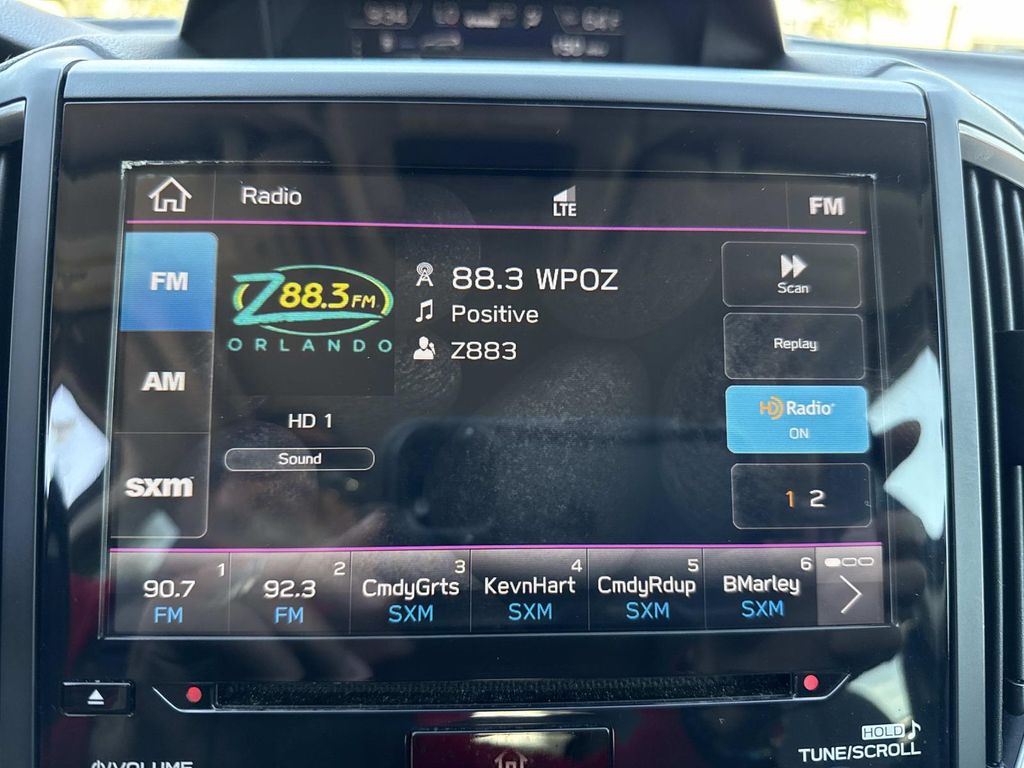 Radio
LTE
FM
FM
AM
sxm
Z88.3 FM
ORLANDO
88.3 WPOZ
Positive
Z883
HD 1
Sound
Scan
Replay
HD Radio
ON
1 2
1
90.7
FM
2
92.3
FM
3
CmdyGrts
SXM
4
KevnHart
SXM
5
CmdyRdup
SXM
6
BMarley
SXM
HOLD
TUNE/SCROLL
VOLUME